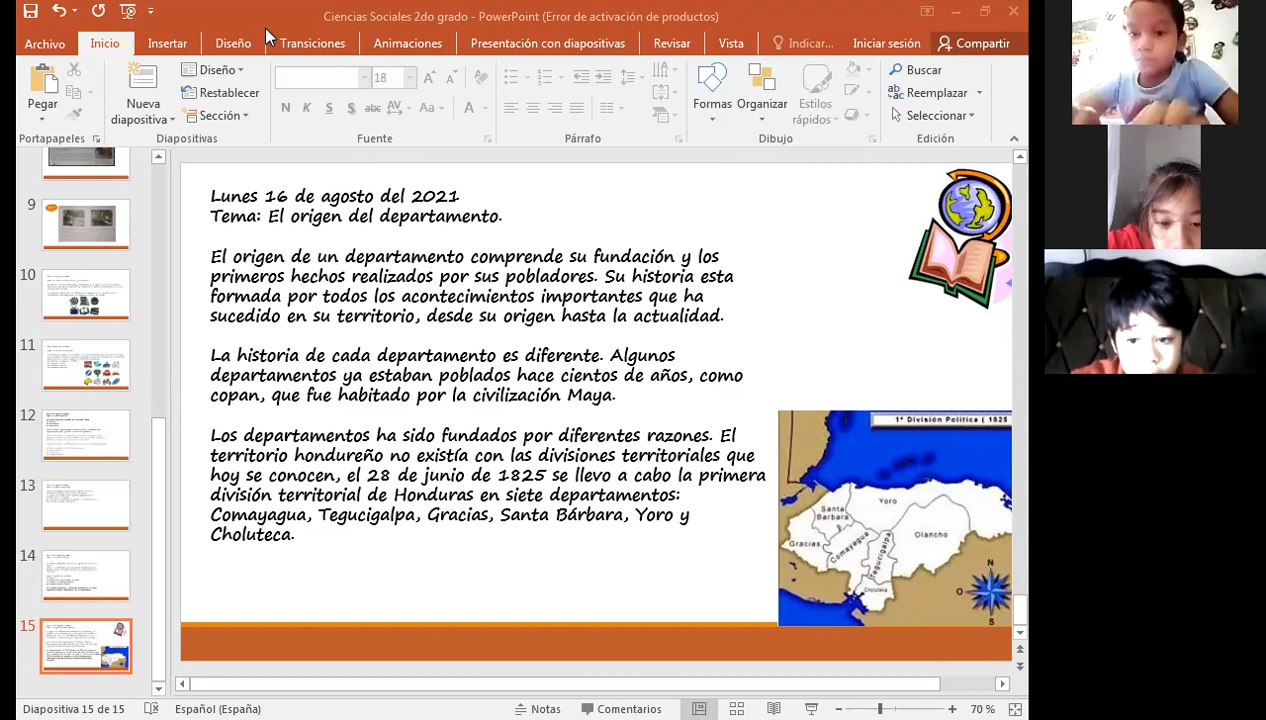 Ciencias Sociales 2do grado - PowerPoint (Error de activación de productos)
Archivo Inicio Insertar Diseño Transiciones Animaciones Presentación con diapositivas Revisar Vista Indicar... Iniciar sesión Compartir
Pegar
Nueva diapositiva
Diseño
Restablecer
Sección
18
N K S S abc AV Aa A
Formas
Organizar
Estilos rápidos
Buscar
Reemplazar
Seleccionar
Portapapeles Diapositivas Fuente Párrafo Dibujo Edición
9
10
11
12
13
14
15
Lunes 16 de agosto del 2021
Tema: El origen del departamento.
El origen de un departamento comprende su fundación y los
primeros hechos realizados por sus pobladores. Su historia esta
formada por todos los acontecimientos importantes que ha
sucedido en su territorio, desde su origen hasta la actualidad.
La historia de cada departamento es diferente. Algunos
departamentos ya estaban poblados hace cientos de años, como
copan, que fue habitado por la civilización Maya.
Los departamentos ha sido fundados por diferentes razones. El
territorio hondureño no existía con las divisiones territoriales que
hoy se conocen, el 28 de junio de 1825 se llevo a cabo la primera
división territorial de Honduras en siete departamentos:
Comayagua, Tegucigalpa, Gracias, Santa Bárbara, Yoro y
Choluteca.
1ª División Política (1825
Yoro
Santa
Barbara
Olancho
Gracias
Comayagua
Tegucigalpa
Choluteca
N
O
S
Diapositiva 15 de 15 Español (España) Notas Comentarios 70 %